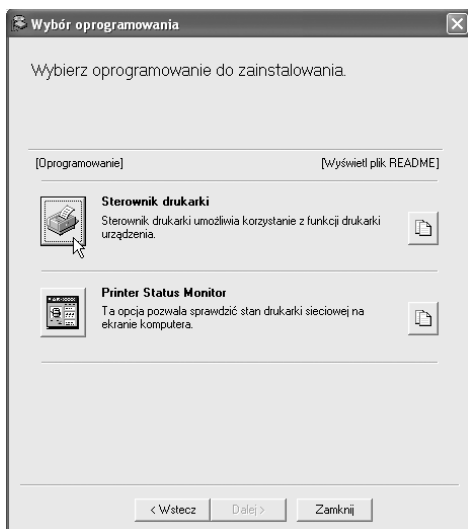 Wybór oprogramowania
Wybierz oprogramowanie do zainstalowania.
[Oprogramowanie] [Wyświetl plik README]
Sterownik drukarki
Sterownik drukarki umożliwia korzystanie z funkcji drukarki
urządzenia.
Printer Status Monitor
Ta opcja pozwala sprawdzić stan drukarki sieciowej na
ekranie komputera.
< Wstecz Dalej > Zamknij